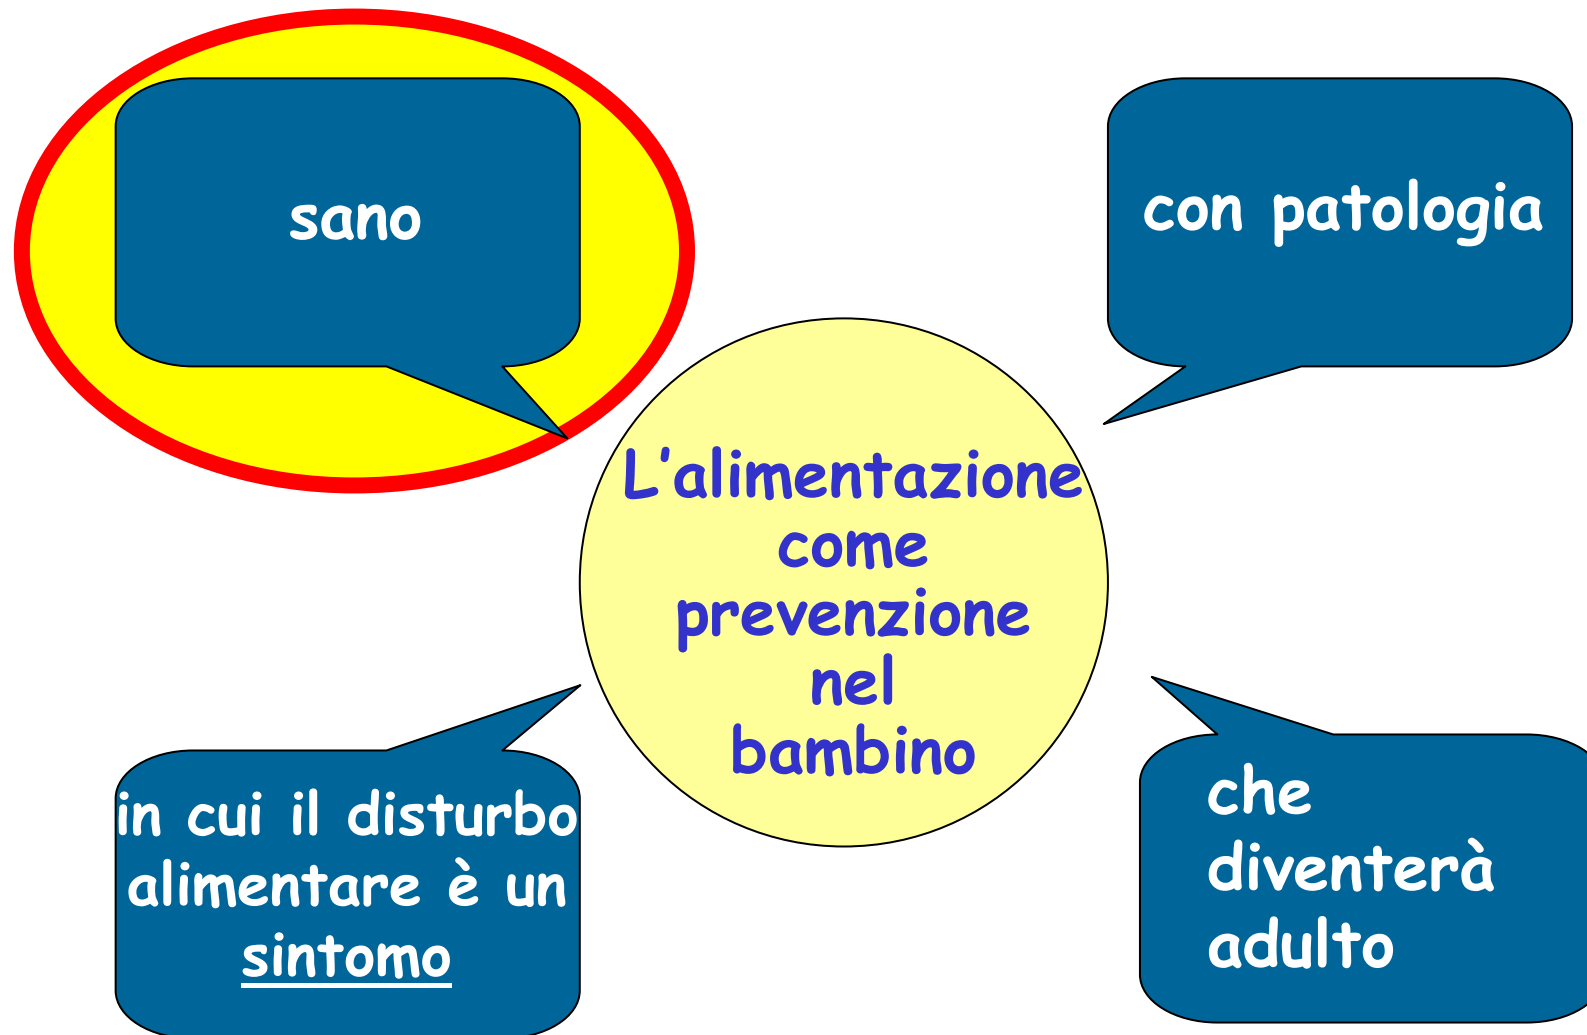 sano
con patologia
L'alimentazione
come
prevenzione
nel
bambino
in cui il disturbo
alimentare è un
sintomo
che
diventerà
adulto